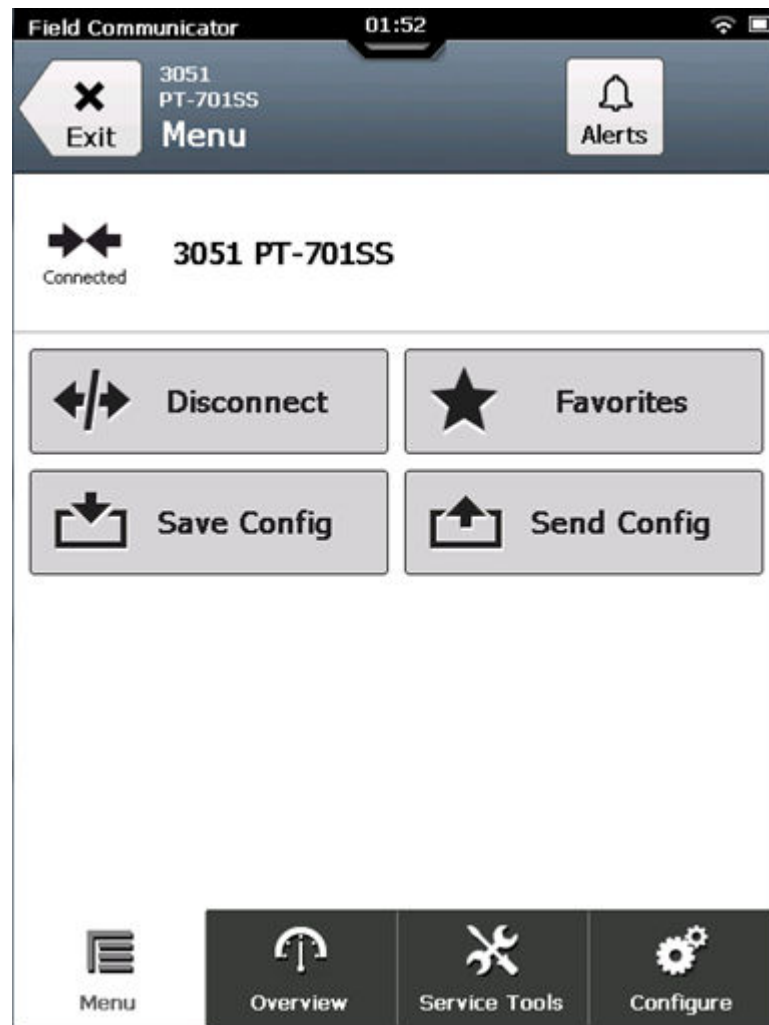 Field Communicator 01:52
Exit
3051
PT-701SS
Menu
Alerts
Connected
3051 PT-701SS
Disconnect
Favorites
Save Config
Send Config
Menu
Overview
Service Tools
Configure